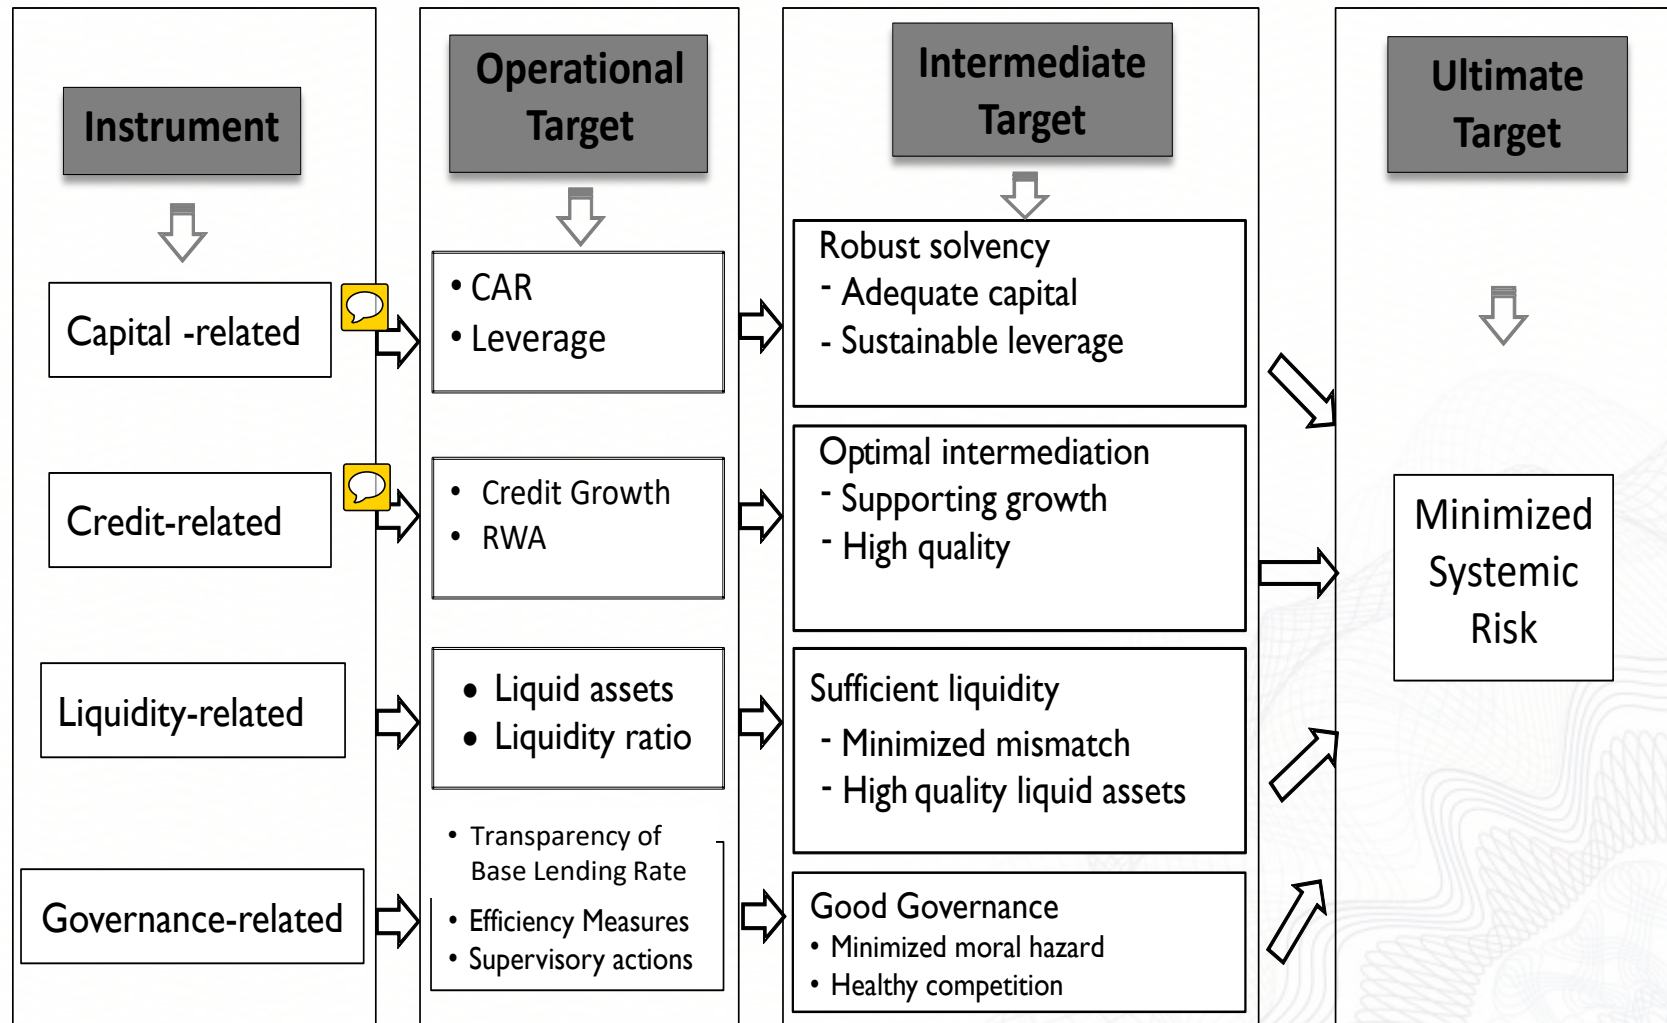 Instrument
Capital -related
Credit-related
Liquidity-related
Governance-related
Operational
Target
• CAR
• Leverage
• Credit Growth
• RWA
• Liquid assets
• Liquidity ratio
• Transparency of
Base Lending Rate
• Efficiency Measures
• Supervisory actions
Intermediate
Target
Robust solvency
- Adequate capital
- Sustainable leverage
Optimal intermediation
- Supporting growth
- High quality
Sufficient liquidity
- Minimized mismatch
- High quality liquid assets
Good Governance
• Minimized moral hazard
• Healthy competition
Ultimate
Target
Minimized
Systemic
Risk